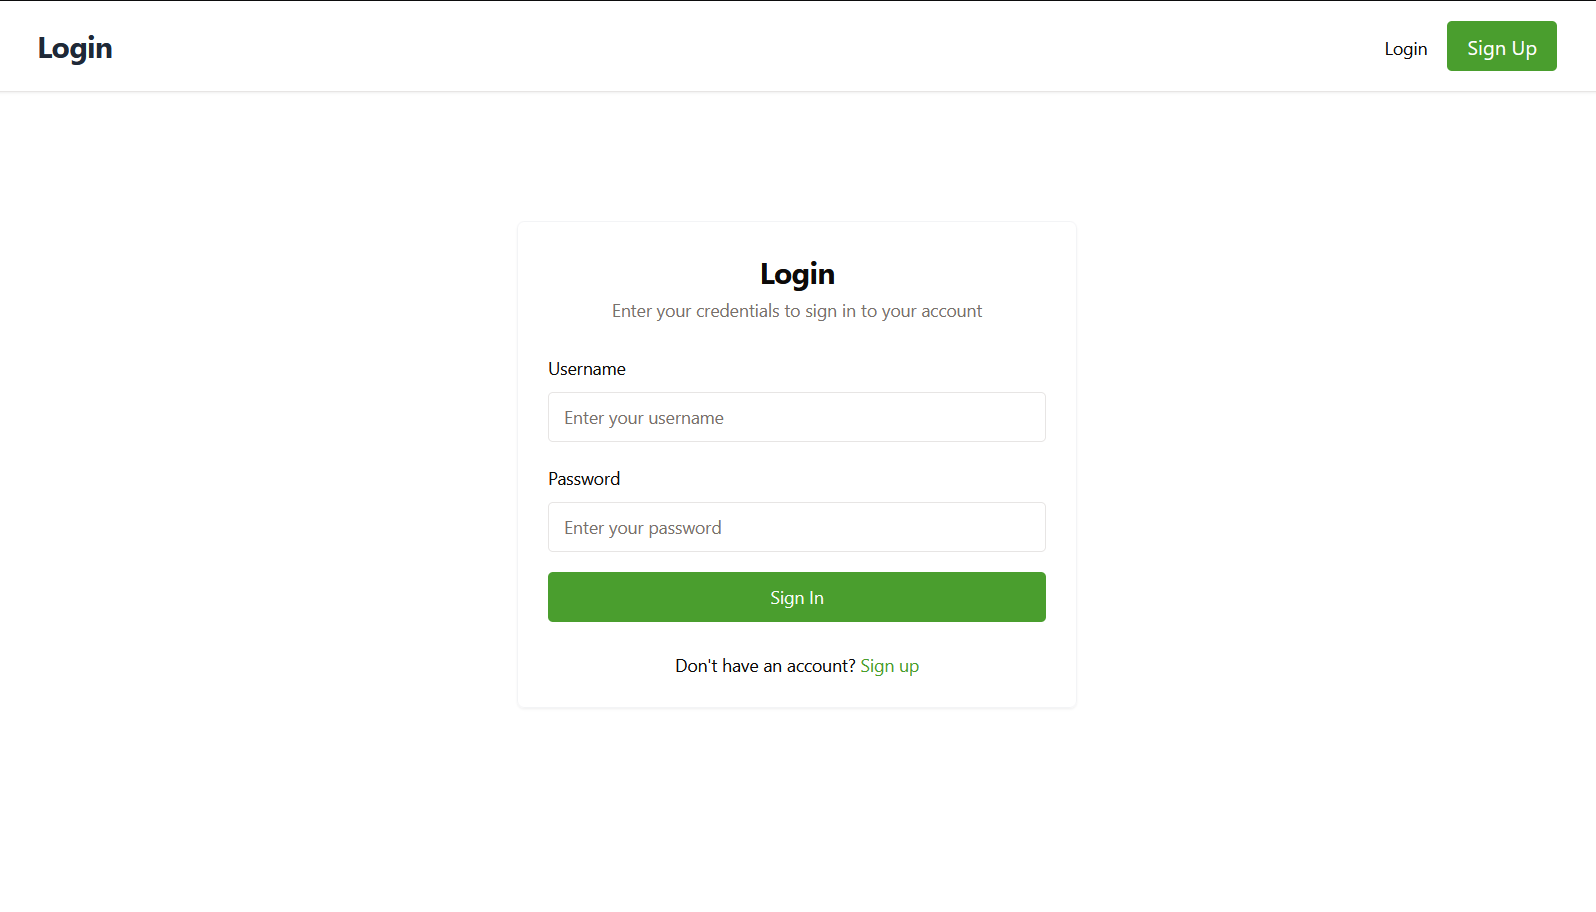 Login
Login
Sign Up
Login
Enter your credentials to sign in to your account
Username
Enter your username
Password
Enter your password
Sign In
Don't have an account? Sign up